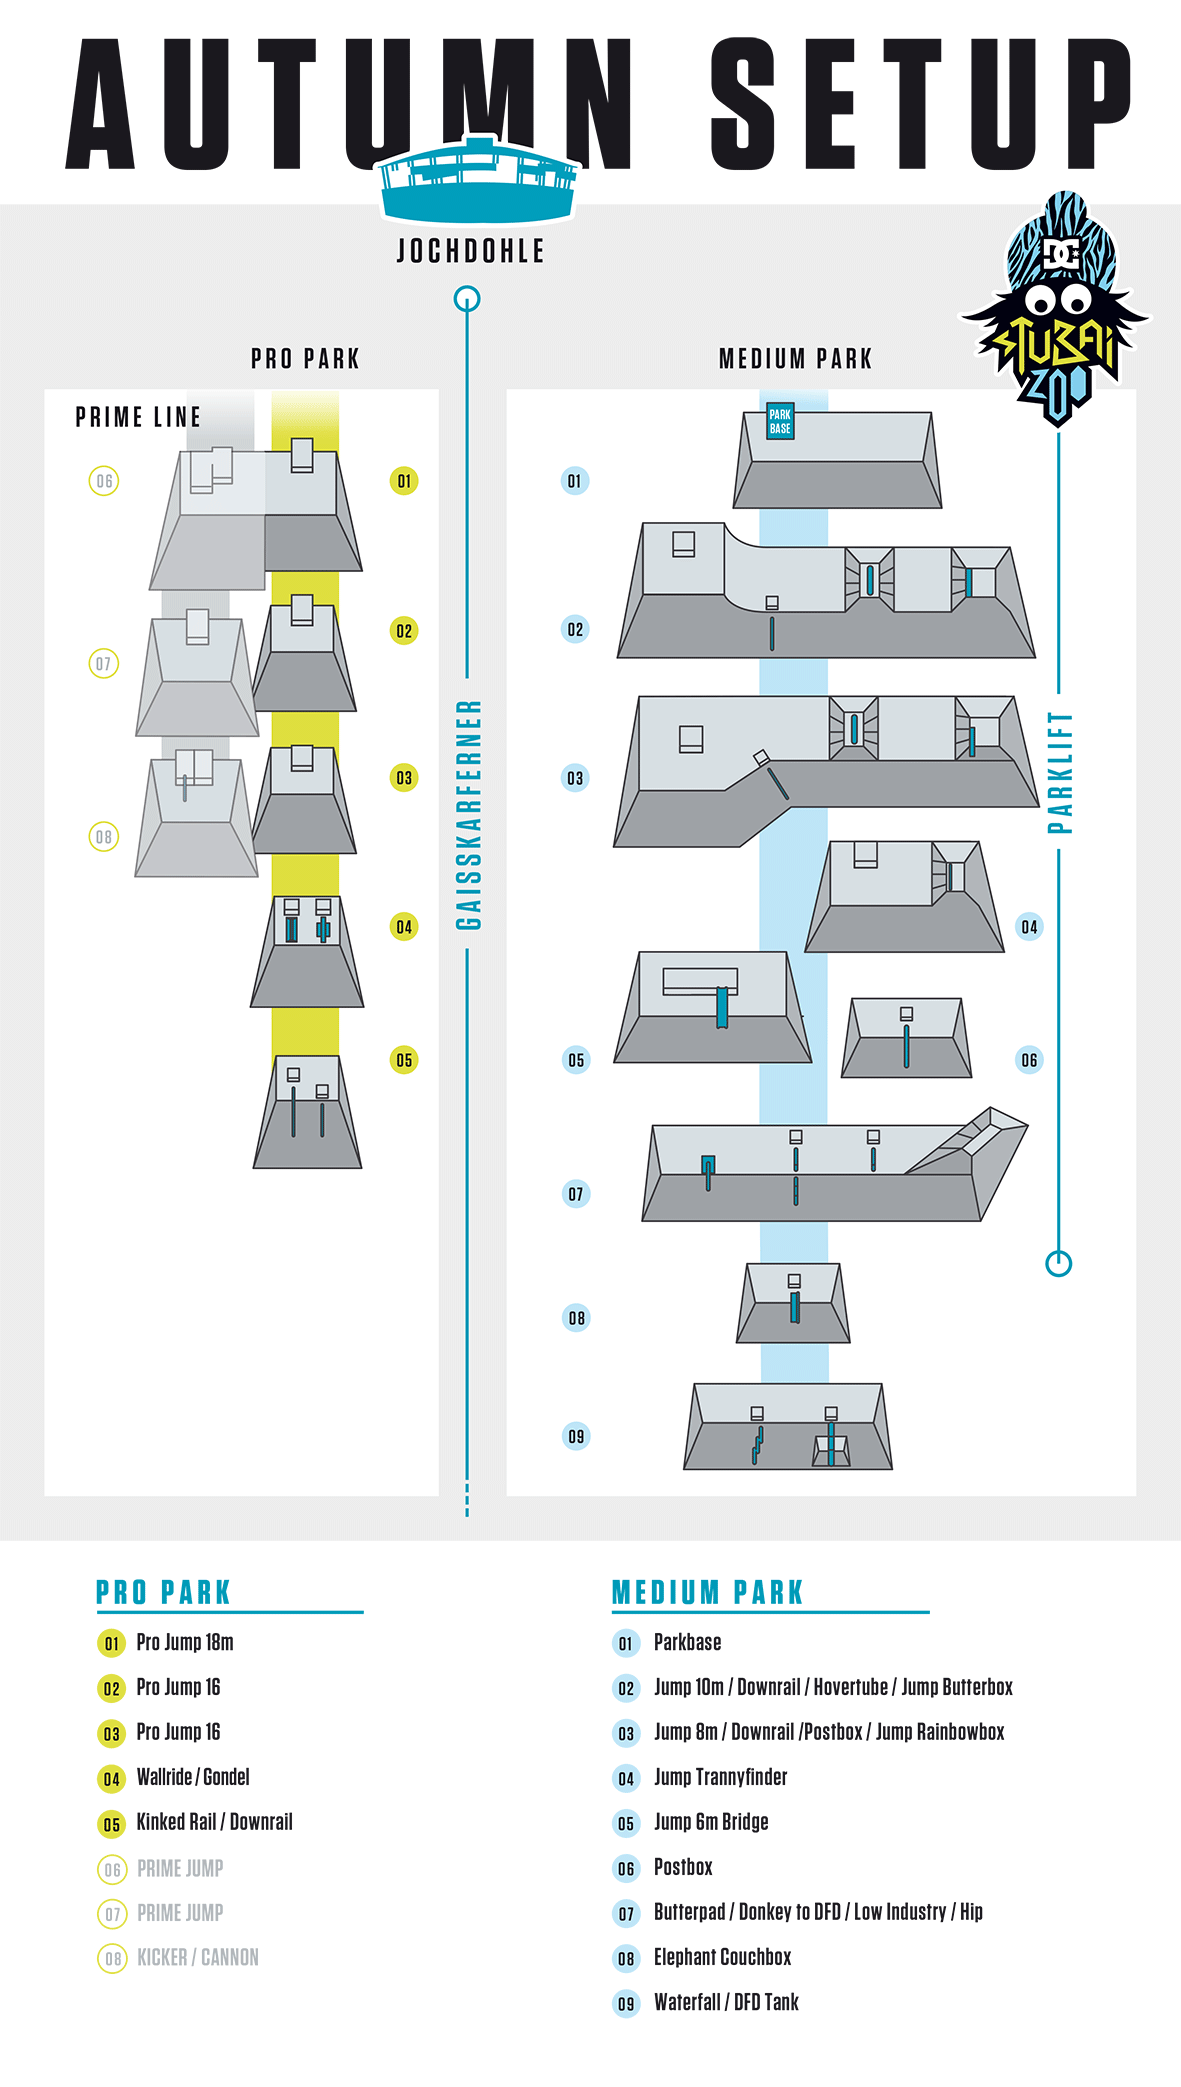 AUTUMN SETUP
JOCHDOHLE
DC
STUBAI
ZOO
PRO PARK
MEDIUM PARK
PRIME LINE
PARK
BASE
06
01
01
02
02
07
03
03
08
GAISSKARFERNER
PARKLIFT
04
04
05
05
06
07
08
09
PRO PARK
01 Pro Jump 18m
02 Pro Jump 16
03 Pro Jump 16
04 Wallride / Gondel
05 Kinked Rail / Downrail
06 PRIME JUMP
07 PRIME JUMP
08 KICKER / CANNON
MEDIUM PARK
01 Parkbase
02 Jump 10m / Downrail / Hovertube / Jump Butterbox
03 Jump 8m / Downrail /Postbox / Jump Rainbowbox
04 Jump Trannyfinder
05 Jump 6m Bridge
06 Postbox
07 Butterpad / Donkey to DFD / Low Industry / Hip
08 Elephant Couchbox
09 Waterfall / DFD Tank